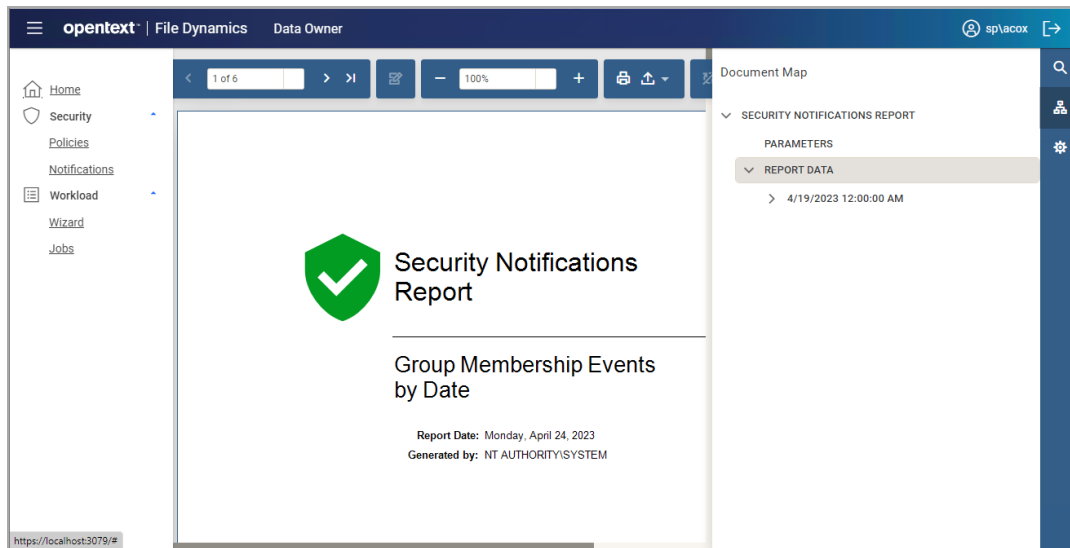 opentext™ | File Dynamics Data Owner sp\acox
Home
Security
Policies
Notifications
Workload
Wizard
Jobs
1 of 6 100%
Security Notifications
Report
Group Membership Events
by Date
Report Date: Monday, April 24, 2023
Generated by: NT AUTHORITY\SYSTEM
Document Map
SECURITY NOTIFICATIONS REPORT
PARAMETERS
REPORT DATA
4/19/2023 12:00:00 AM
https://localhost:3079/#